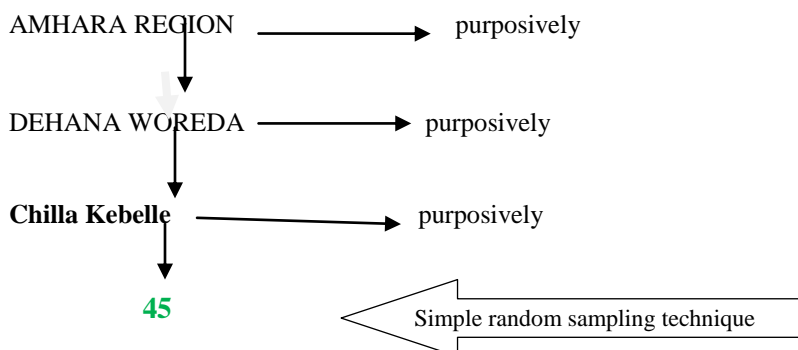 AMHARA REGION purposively
DEHANA WOREDA purposively
Chilla Kebelle purposively
45 Simple random sampling technique